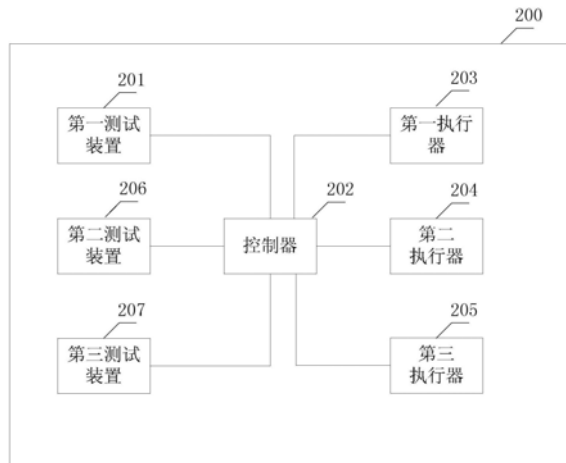 200
201
第一测试
装置
203
第一执行
器
206
第二测试
装置
202
控制器
204
第二
执行器
207
第三测试
装置
205
第三
执行器